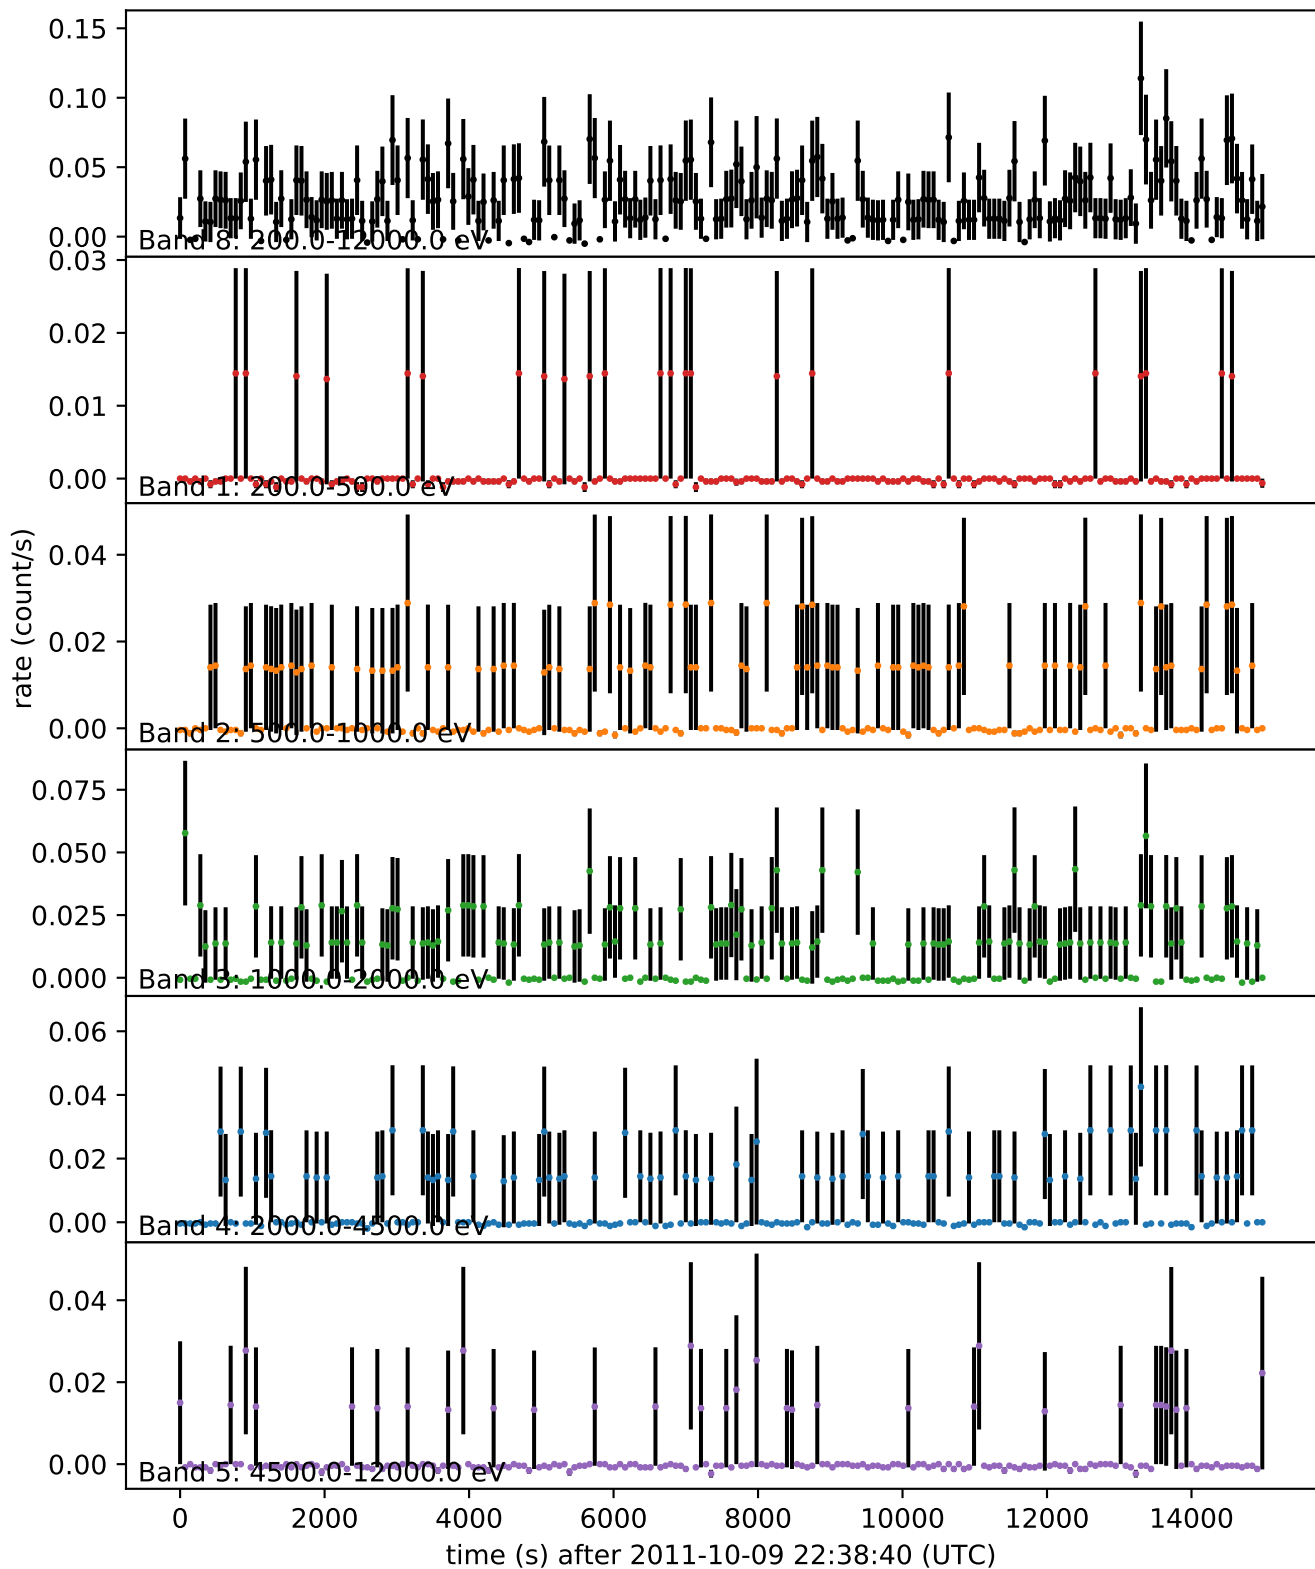 0.15
0.10
0.05
0.00
Band 8: 200.0-12000.0 eV
0.03
0.02
0.01
0.00
Band 1: 200.0-500.0 eV
0.04
0.02
0.00
Band 2: 500.0-1000.0 eV
rate (count/s)
0.075
0.050
0.025
0.000
Band 3: 1000.0-2000.0 eV
0.06
0.04
0.02
0.00
Band 4: 2000.0-4500.0 eV
0.04
0.02
0.00
Band 5: 4500.0-12000.0 eV
0 2000 4000 6000 8000 10000 12000 14000
time (s) after 2011-10-09 22:38:40 (UTC)